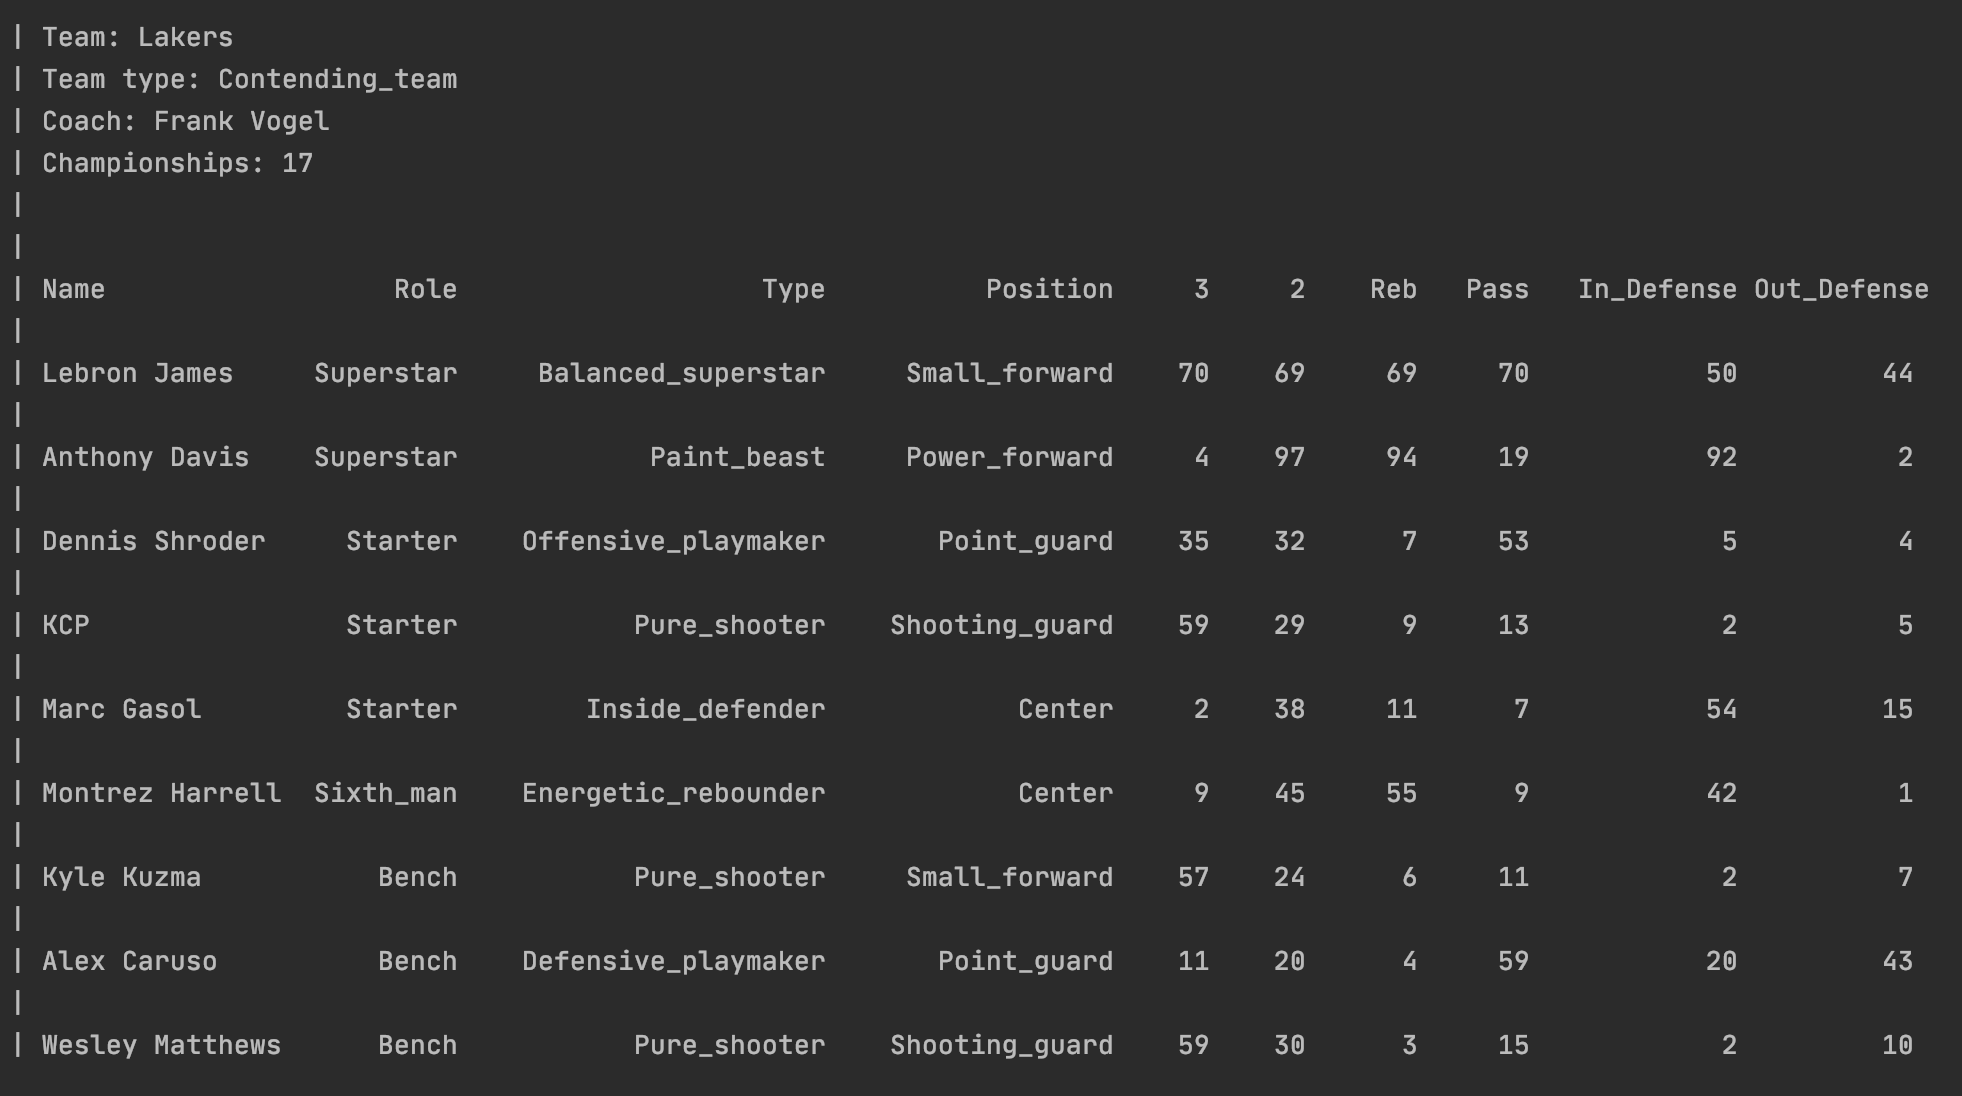 | Team: Lakers
| Team type: Contending_team
| Coach: Frank Vogel
| Championships: 17
|
|
| Name Role Type Position 3 2 Reb Pass In_Defense Out_Defense
|
| Lebron James Superstar Balanced_superstar Small_forward 70 69 69 70 50 44
|
| Anthony Davis Superstar Paint_beast Power_forward 4 97 94 19 92 2
|
| Dennis Shroder Starter Offensive_playmaker Point_guard 35 32 7 53 5 4
|
| KCP Starter Pure_shooter Shooting_guard 59 29 9 13 2 5
|
| Marc Gasol Starter Inside_defender Center 2 38 11 7 54 15
|
| Montrez Harrell Sixth_man Energetic_rebounder Center 9 45 55 9 42 1
|
| Kyle Kuzma Bench Pure_shooter Small_forward 57 24 6 11 2 7
|
| Alex Caruso Bench Defensive_playmaker Point_guard 11 20 4 59 20 43
|
| Wesley Matthews Bench Pure_shooter Shooting_guard 59 30 3 15 2 10